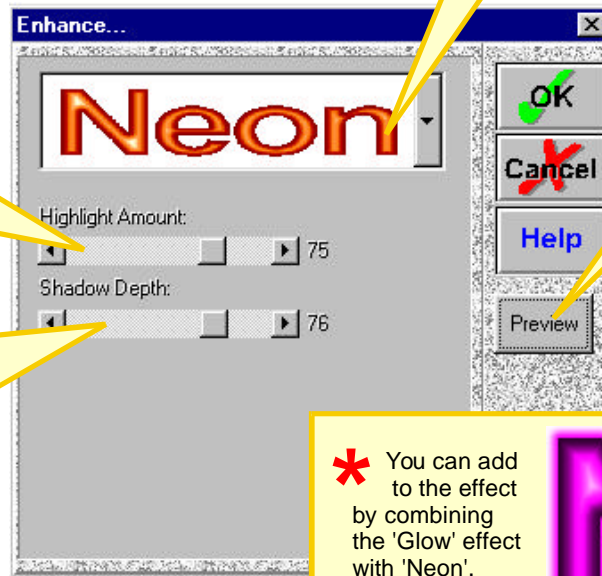 Enhance...
Neon
OK
Cancel
Highlight Amount:
75
Help
Shadow Depth:
76
Preview
* You can add
to the effect
by combining
the 'Glow' effect
with 'Neon'.